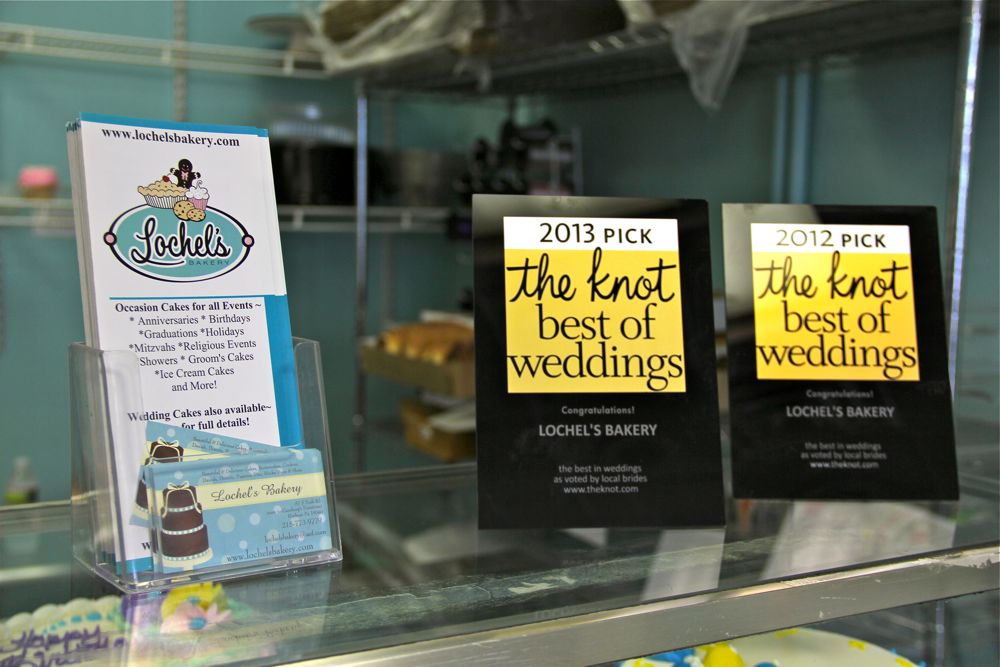 www.lochelsbakery.com
Lochel's
BAKERY
Occasion Cakes for all Events ~
* Anniversaries * Birthdays
*Graduations *Holidays
*Mitzvahs *Religious Events
*Showers * Groom's Cakes
*Ice Cream Cakes
and More!
Wedding Cakes also available~
for full details!
Lochel's Bakery
215-773-9779
www.lochelsbakery.com
2013 PICK
the knot
best of
weddings
Congratulations!
LOCHEL'S BAKERY
the best in weddings
as voted by local brides
www.theknot.com
2012 PICK
the knot
best of
weddings
Congratulations!
LOCHEL'S BAKERY
the best in weddings
as voted by local brides
www.theknot.com